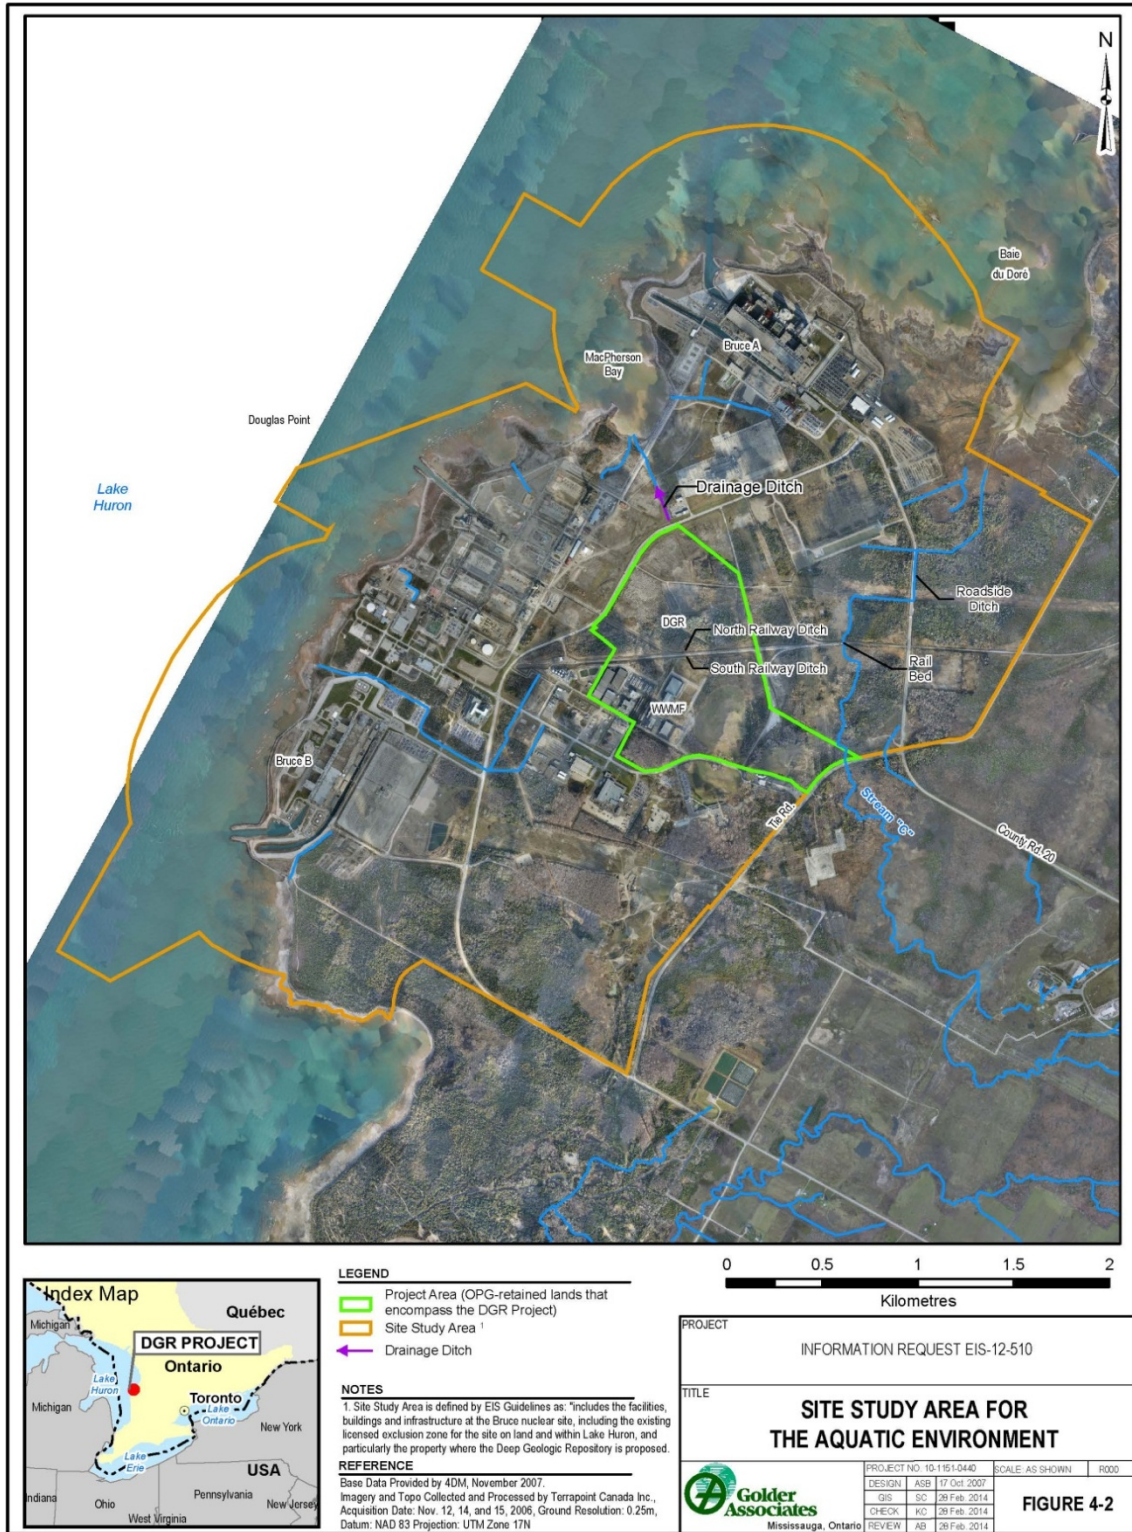 N
Baie
du Doré
Bruce A
MacPherson
Bay
Douglas Point
Lake
Huron
Drainage Ditch
Roadside
Ditch
DGR
North Railway Ditch
South Railway Ditch
Rail
Bed
WWMF
Bruce B
Tie Rd.
Stream "C"
County Rd. 20
0 0.5 1 1.5 2
Kilometres
Index Map
Québec
Michigan
DGR PROJECT
Ontario
Lake
Huron
Toronto
Lake
Ontario
Michigan
New York
Lake
Erie
USA
Pennsylvania
Indiana
Ohio
New Jersey
West Virginia
LEGEND
Project Area (OPG-retained lands that
encompass the DGR Project)
Site Study Area 1
Drainage Ditch
NOTES
1. Site Study Area is defined by EIS Guidelines as: "includes the facilities,
buildings and infrastructure at the Bruce nuclear site, including the existing
licensed exclusion zone for the site on land and within Lake Huron, and
particularly the property where the Deep Geologic Repository is proposed.
REFERENCE
Base Data Provided by 4DM, November 2007.
Imagery and Topo Collected and Processed by Terrapoint Canada Inc.,
Acquisition Date: Nov. 12, 14, and 15, 2006, Ground Resolution: 0.25m,
Datum: NAD 83 Projection: UTM Zone 17N
PROJECT
INFORMATION REQUEST EIS-12-510
TITLE
SITE STUDY AREA FOR
THE AQUATIC ENVIRONMENT
Golder
Associates
Mississauga, Ontario
PROJECT NO. 10-1151-0440 SCALE: AS SHOWN R000
DESIGN ASB 17 Oct. 2007
GIS SC 28 Feb. 2014
CHECK KC 28 Feb. 2014
REVIEW AB 28 Feb. 2014
FIGURE 4-2